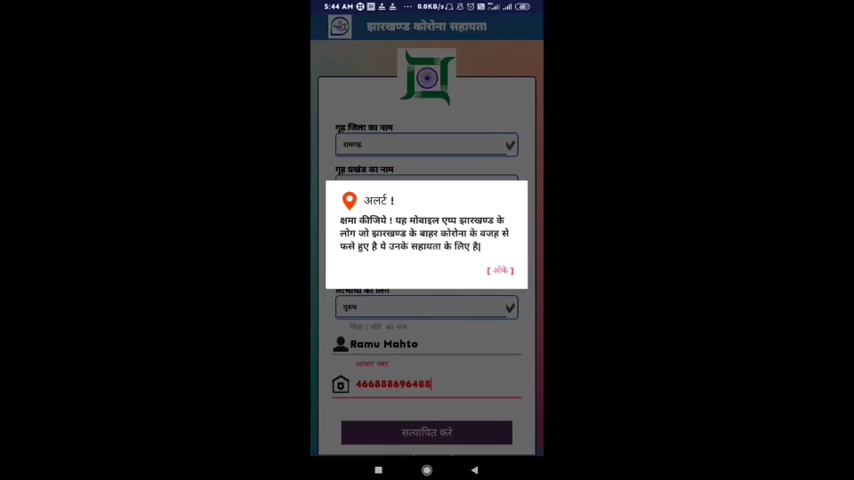 5:44 AM
0.0KB/s
झारखण्ड कोरोना सहायता
गृह जिला का नाम
रामगढ़
गृह प्रखंड का नाम
अलर्ट !
क्षमा कीजिये ! यह मोबाइल एप्प झारखण्ड के
लोग जो झारखण्ड के बाहर कोरोना के वजह से
फसे हुए है ये उनके सहायता के लिए है|
[ ओके ]
लाभार्थी का लिंग
पुरुष
पिता / पति का नाम
Ramu Mahto
आधार नंबर
466888696488
सत्यापित करे